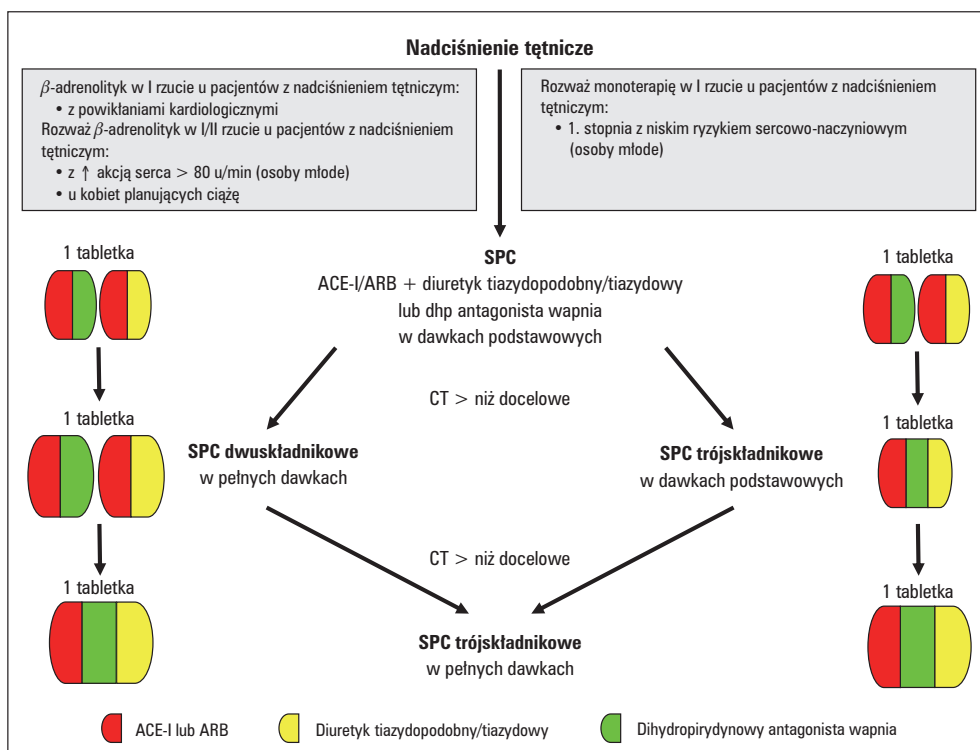 Nadciśnienie tętnicze
β-adrenolityk w I rzucie u pacjentów z nadciśnieniem tętniczym:
• z powikłaniami kardiologicznymi
Rozważ β-adrenolityk w I/II rzucie u pacjentów z nadciśnieniem
tętniczym:
• z ↑ akcją serca > 80 u/min (osoby młode)
• u kobiet planujących ciążę
Rozważ monoterapię w I rzucie u pacjentów z nadciśnieniem
tętniczym:
• 1. stopnia z niskim ryzykiem sercowo-naczyniowym
(osoby młode)
1 tabletka
SPC
ACE-I/ARB + diuretyk tiazydopodobny/tiazydowy
lub dhp antagonista wapnia
w dawkach podstawowych
1 tabletka
CT > niż docelowe
1 tabletka
SPC dwuskładnikowe
w pełnych dawkach
SPC trójskładnikowe
w dawkach podstawowych
1 tabletka
CT > niż docelowe
1 tabletka
SPC trójskładnikowe
w pełnych dawkach
1 tabletka
ACE-I lub ARB
Diuretyk tiazydopodobny/tiazydowy
Dihydropirydynowy antagonista wapnia